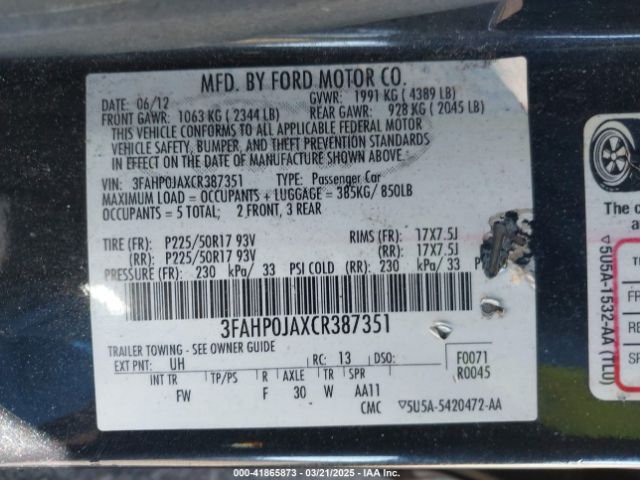 MFD. BY FORD MOTOR CO.
DATE: 06/12 GVWR: 1991 KG ( 4389 LB)
FRONT GAWR: 1063 KG ( 2344 LB) REAR GAWR: 928 KG ( 2045 LB)
THIS VEHICLE CONFORMS TO ALL APPLICABLE FEDERAL MOTOR
VEHICLE SAFETY, BUMPER, AND THEFT PREVENTION STANDARDS
IN EFFECT ON THE DATE OF MANUFACTURE SHOWN ABOVE.
VIN: 3FAHP0JAXCR387351 TYPE: Passenger Car
MAXIMUM LOAD = OCCUPANTS + LUGGAGE = 385KG / 850LB
OCCUPANTS = 5 TOTAL; 2 FRONT, 3 REAR
TIRE (FR): P225/50R17 93V RIMS (FR): 17X7.5J
(RR): P225/50R17 93V (RR): 17X7.5J
PRESSURE (FR): 230 kPa/ 33 PSI COLD (RR): 230 kPa/ 33 P
3FAHP0JAXCR387351
TRAILER TOWING - SEE OWNER GUIDE
EXT PNT: UH RC: 13 DSO: F0071
R0045
INT TR TP/PS R AXLE TR SPR
FW F 30 W AA11
CMC ▽5U5A-5420472-AA
The c
a
TI
FR
RE
SP
▽5U5A-1532-AA (TLU)
000-41865873 - 03/21/2025 - IAA Inc.